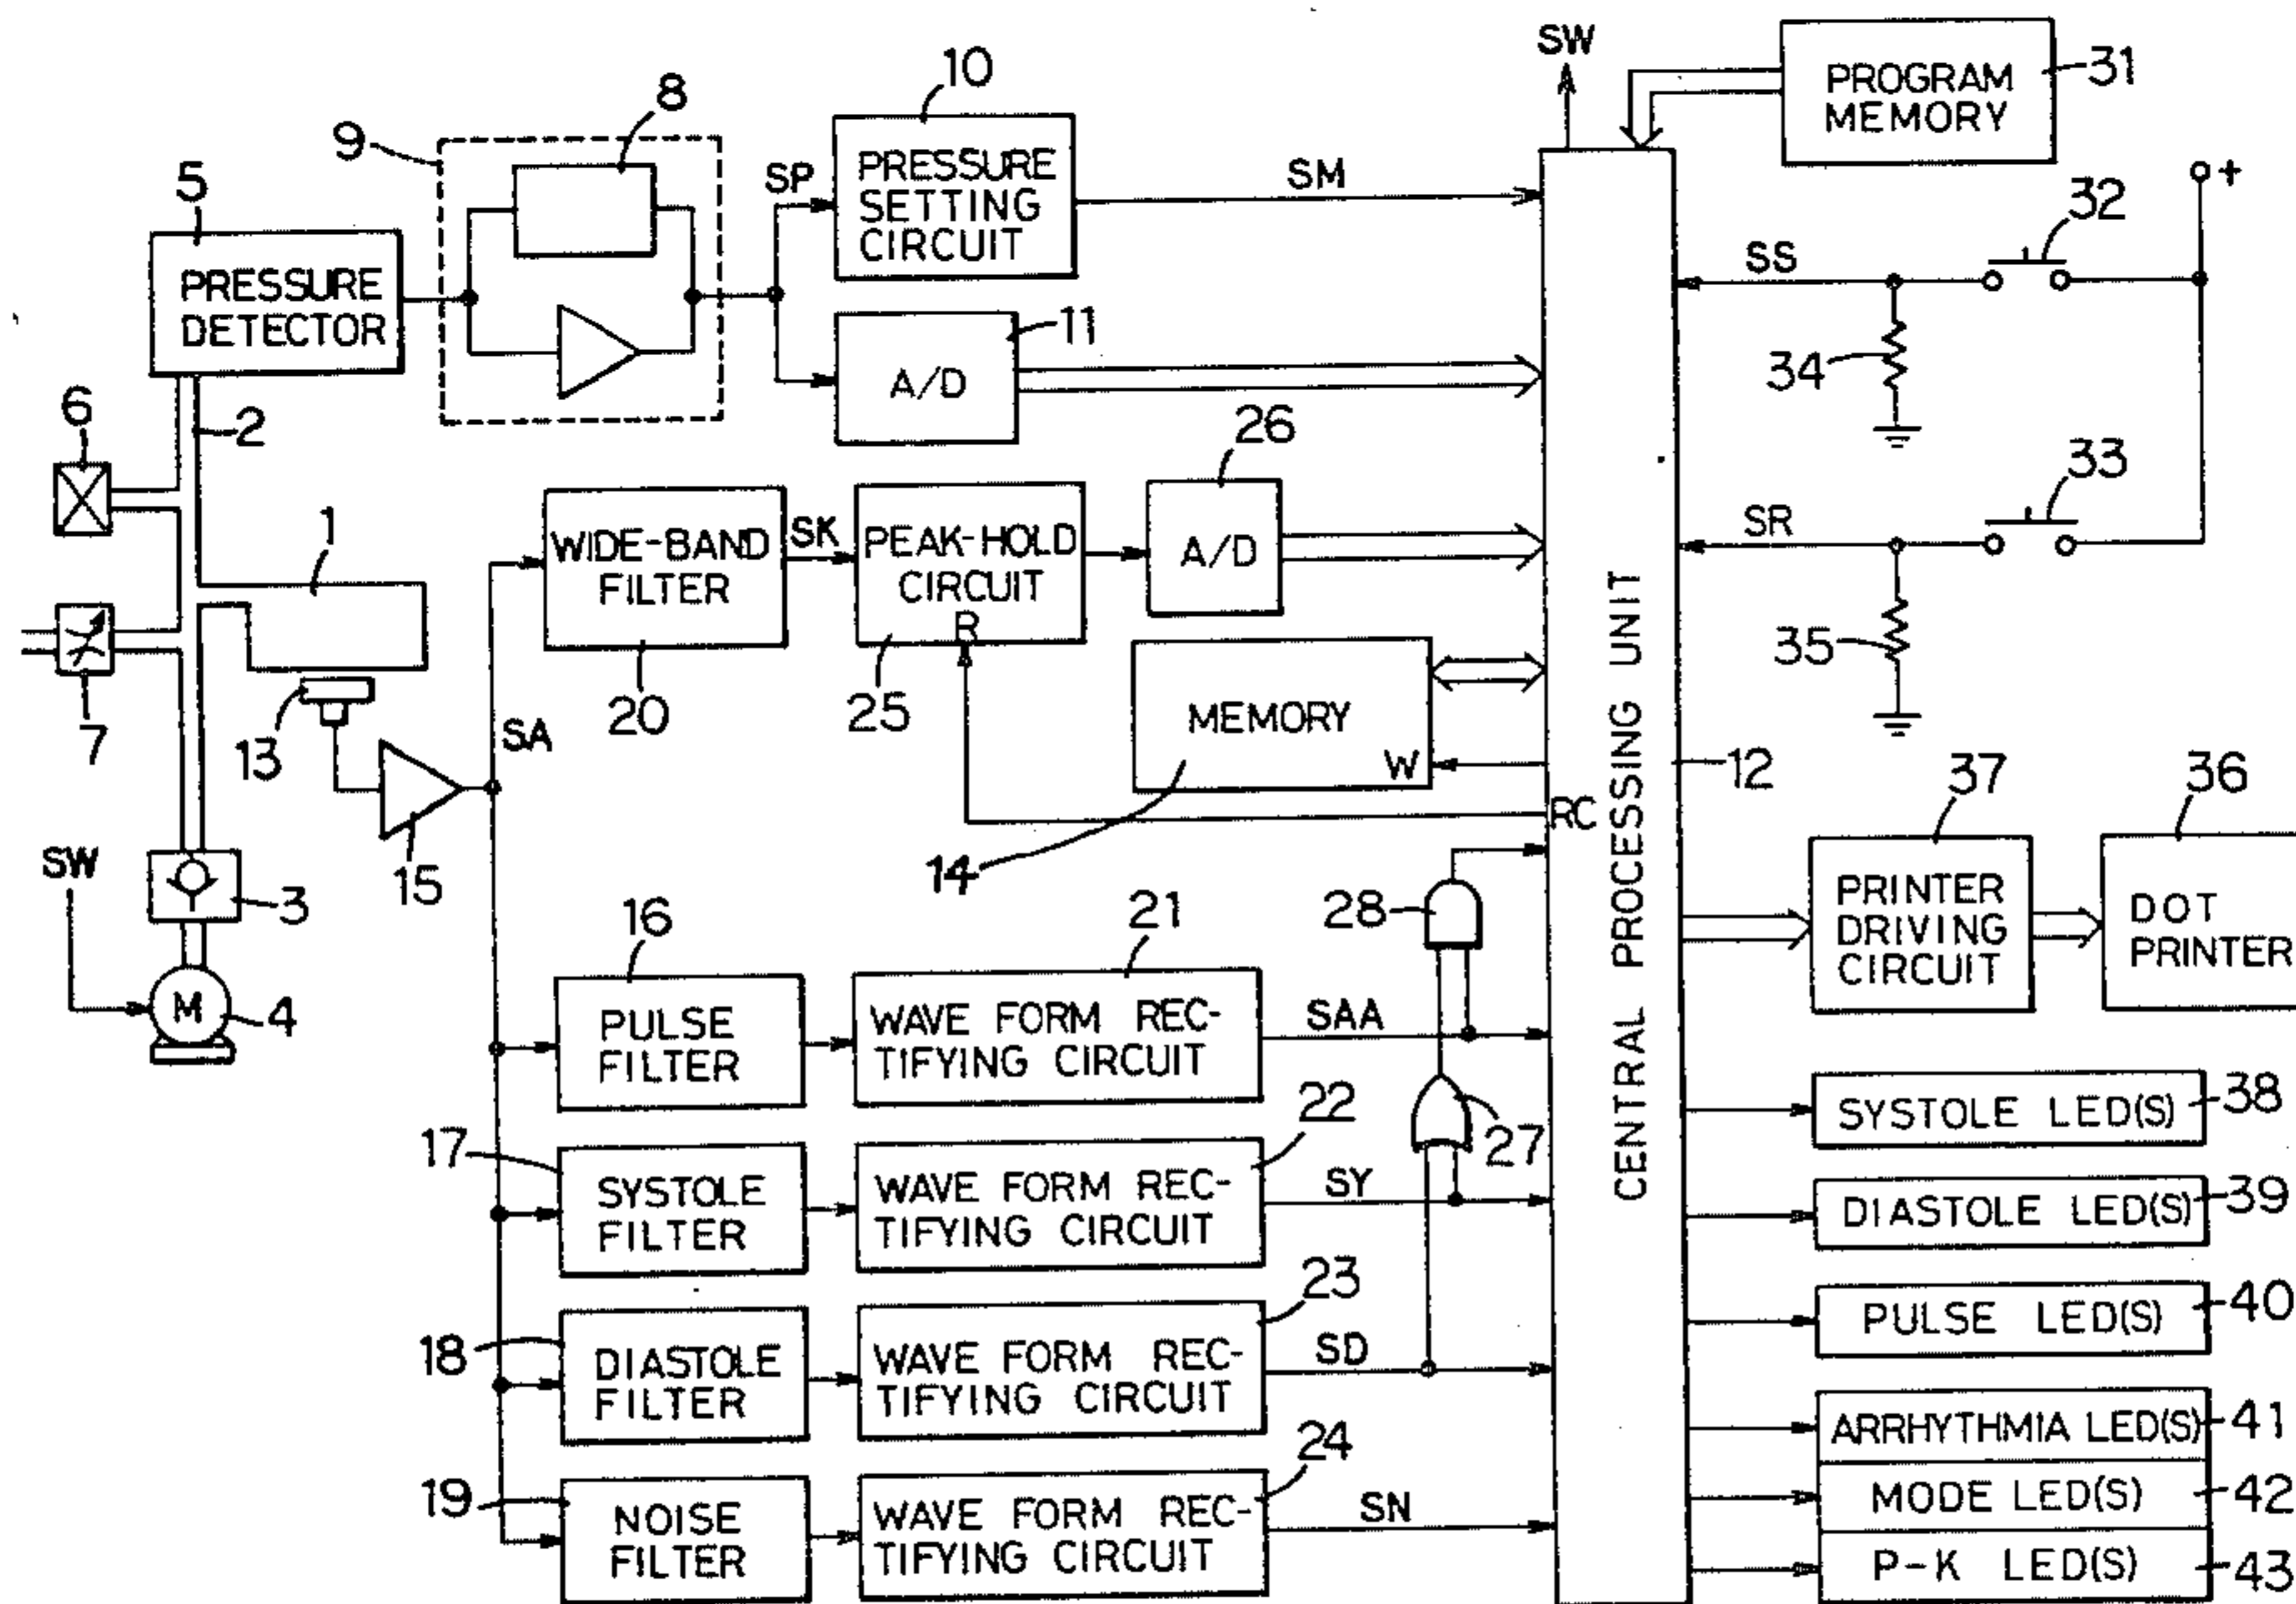 SW
PROGRAM
MEMORY
31
10
8
9
5
SP
PRESSURE
SETTING
CIRCUIT
SM
+
32
SS
PRESSURE
DETECTOR
11
A/D
34
6
2
26
33
1
WIDE-BAND
FILTER
SK
PEAK-HOLD
CIRCUIT
R
A/D
SR
35
7
13
20
25
MEMORY
W
SA
15
14
RC
CENTRAL PROCESSING UNIT
12
37
36
SW
3
M
4
16
21
28
PRINTER
DRIVING
CIRCUIT
DOT
PRINTER
PULSE
FILTER
WAVE FORM REC-
TIFYING CIRCUIT
SAA
22
27
SYSTOLE LED(S)
38
17
SYSTOLE
FILTER
WAVE FORM REC-
TIFYING CIRCUIT
SY
DIASTOLE LED(S)
39
23
18
DIASTOLE
FILTER
WAVE FORM REC-
TIFYING CIRCUIT
SD
PULSE LED(S)
40
24
ARRHYTHMIA LED(S)
41
19
NOISE
FILTER
WAVE FORM REC-
TIFYING CIRCUIT
SN
MODE LED(S)
42
P-K LED(S)
43